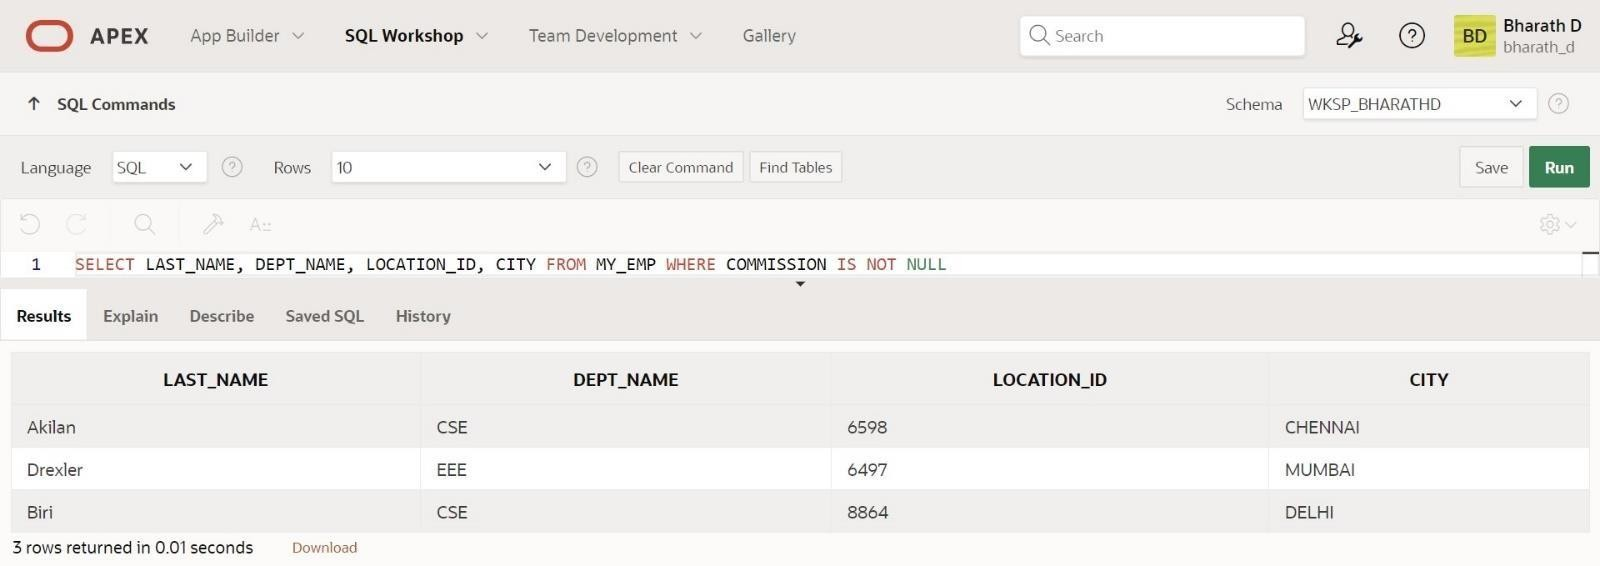 APEX App Builder SQL Workshop Team Development Gallery Search BD Bharath D
bharath_d
SQL Commands Schema WKSP_BHARATHD
Language SQL Rows 10 Clear Command Find Tables Save Run
A::
1 SELECT LAST_NAME, DEPT_NAME, LOCATION_ID, CITY FROM MY_EMP WHERE COMMISSION IS NOT NULL
Results Explain Describe Saved SQL History
LAST_NAME DEPT_NAME LOCATION_ID CITY
Akilan CSE 6598 CHENNAI
Drexler EEE 6497 MUMBAI
Biri CSE 8864 DELHI
3 rows returned in 0.01 seconds Download